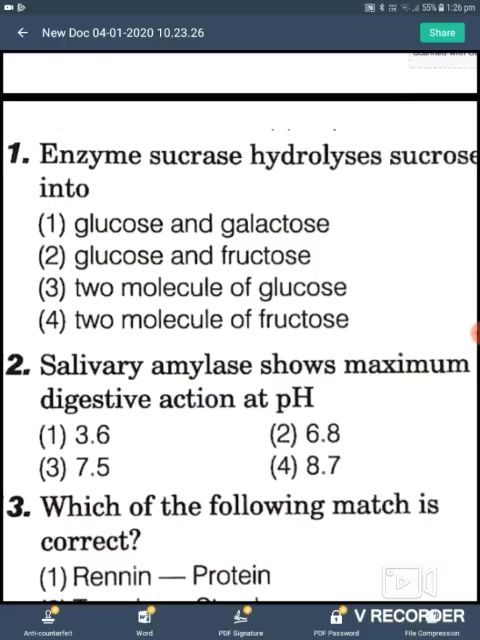 55% 1:26 pm
New Doc 04-01-2020 10.23.26
Share
1. Enzyme sucrase hydrolyses sucrose
into
(1) glucose and galactose
(2) glucose and fructose
(3) two molecule of glucose
(4) two molecule of fructose
2. Salivary amylase shows maximum
digestive action at pH
(1) 3.6 (2) 6.8
(3) 7.5 (4) 8.7
3. Which of the following match is
correct?
(1) Rennin — Protein
V RECORDER
Anti-counterfeit Word PDF Signature PDF Password File Compression